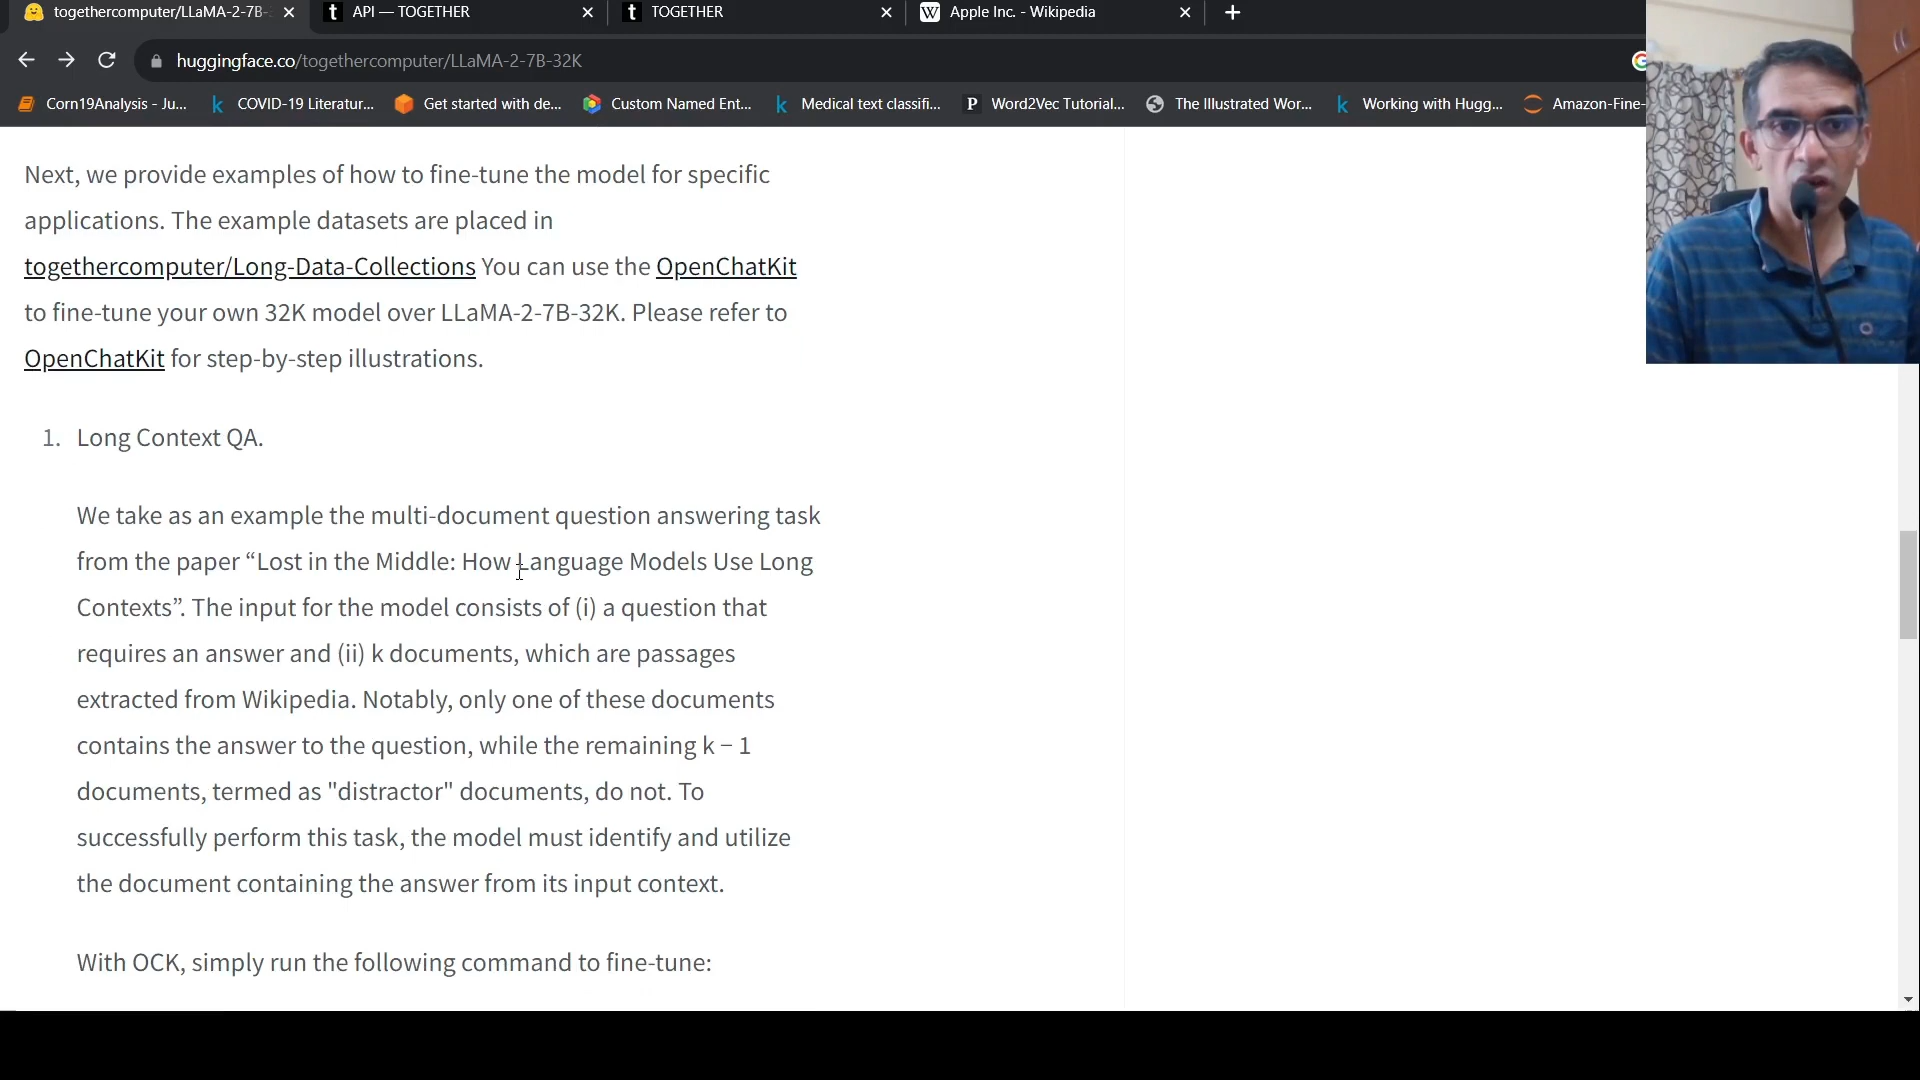 togethercomputer/LLaMA-2-7B-
API — TOGETHER
TOGETHER
Apple Inc. - Wikipedia
huggingface.co/togethercomputer/LLaMA-2-7B-32K
Corn19Analysis - Ju...
COVID-19 Literatur...
Get started with de...
Custom Named Ent...
Medical text classifi...
Word2Vec Tutorial...
The Illustrated Wor...
Working with Hugg...
Amazon-Fine-
Next, we provide examples of how to fine-tune the model for specific
applications. The example datasets are placed in
togethercomputer/Long-Data-Collections You can use the OpenChatKit
to fine-tune your own 32K model over LLaMA-2-7B-32K. Please refer to
OpenChatKit for step-by-step illustrations.
1. Long Context QA.
We take as an example the multi-document question answering task
from the paper “Lost in the Middle: How Language Models Use Long
Contexts”. The input for the model consists of (i) a question that
requires an answer and (ii) k documents, which are passages
extracted from Wikipedia. Notably, only one of these documents
contains the answer to the question, while the remaining k − 1
documents, termed as "distractor" documents, do not. To
successfully perform this task, the model must identify and utilize
the document containing the answer from its input context.
With OCK, simply run the following command to fine-tune: